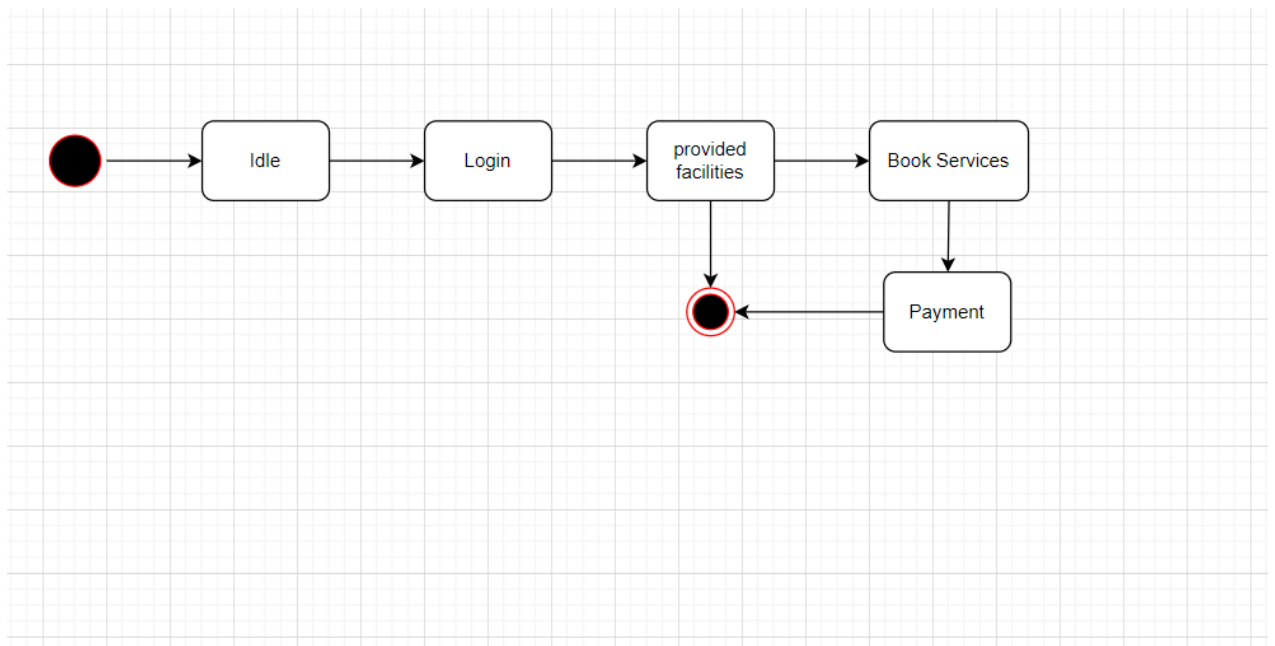 Idle
Login
provided
facilities
Book Services
Payment